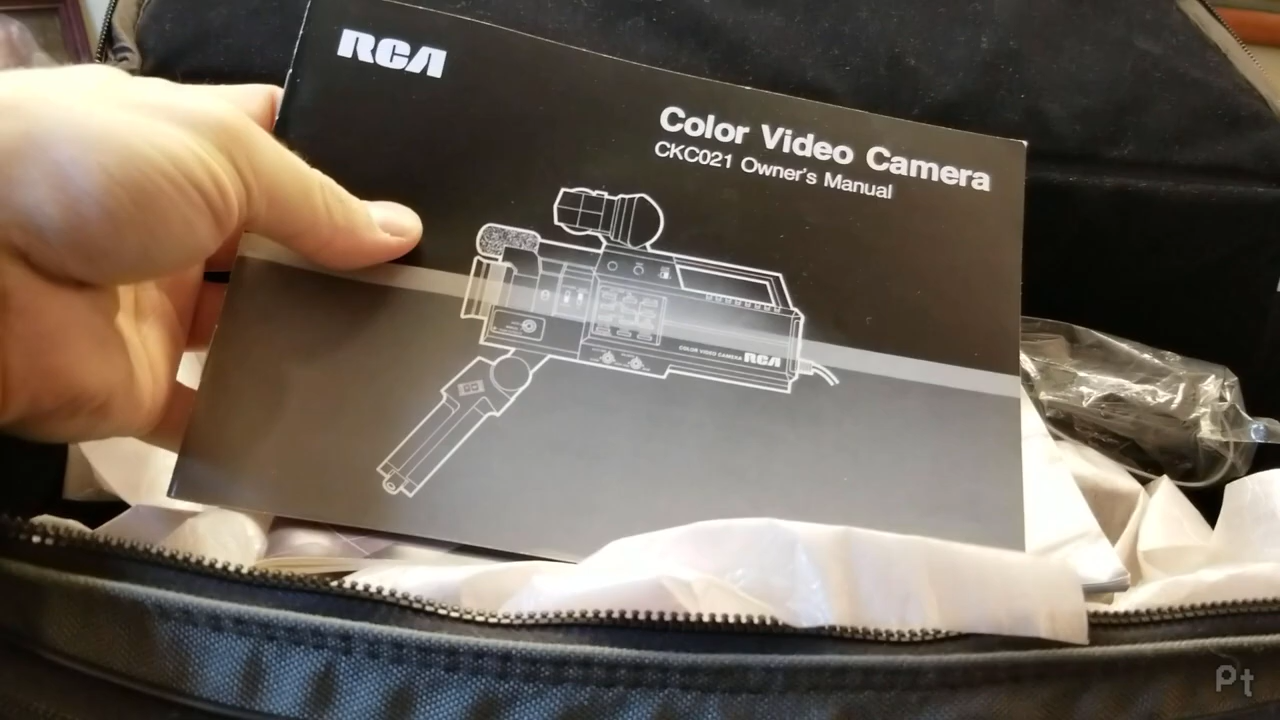 RCA
Color Video Camera
CKC021 Owner's Manual
COLOR VIDEO CAMERA RCA
Pt